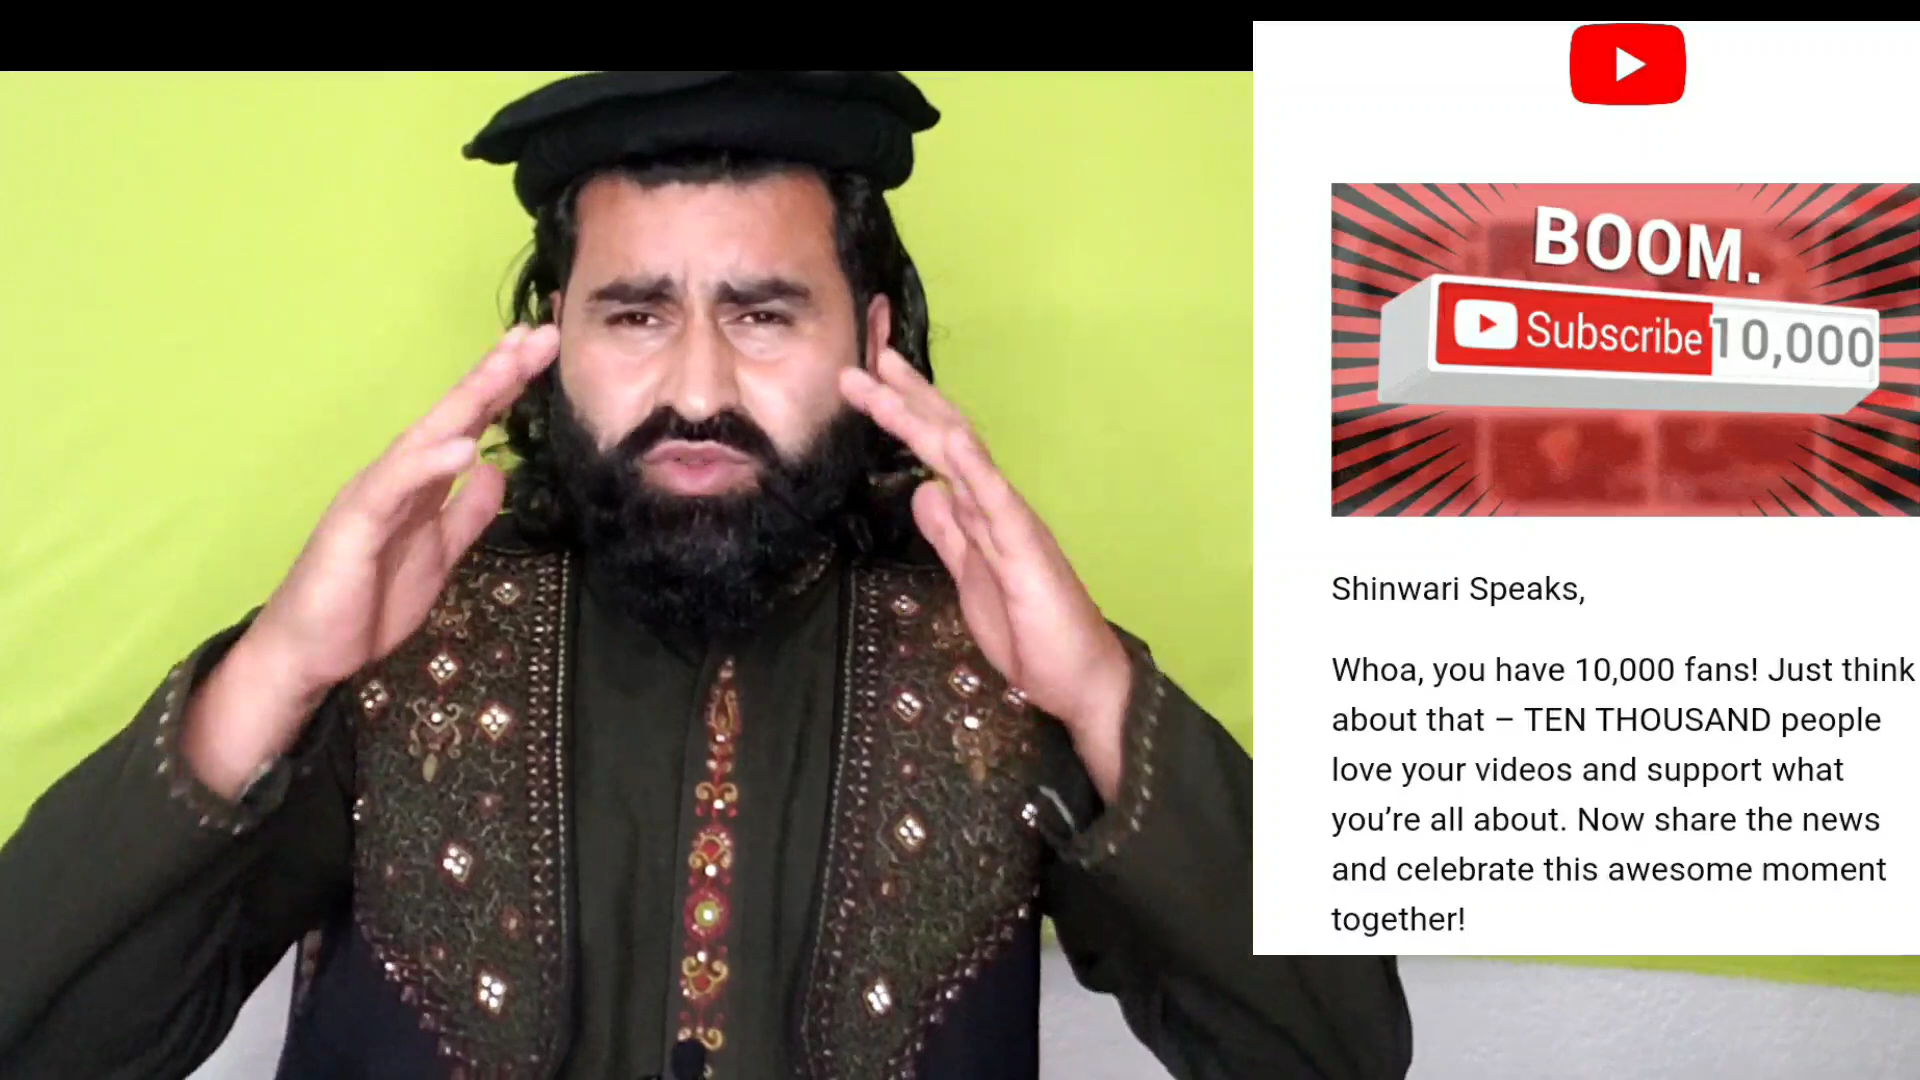 BOOM.
Subscribe 10,000
Shinwari Speaks,
Whoa, you have 10,000 fans! Just think
about that – TEN THOUSAND people
love your videos and support what
you’re all about. Now share the news
and celebrate this awesome moment
together!